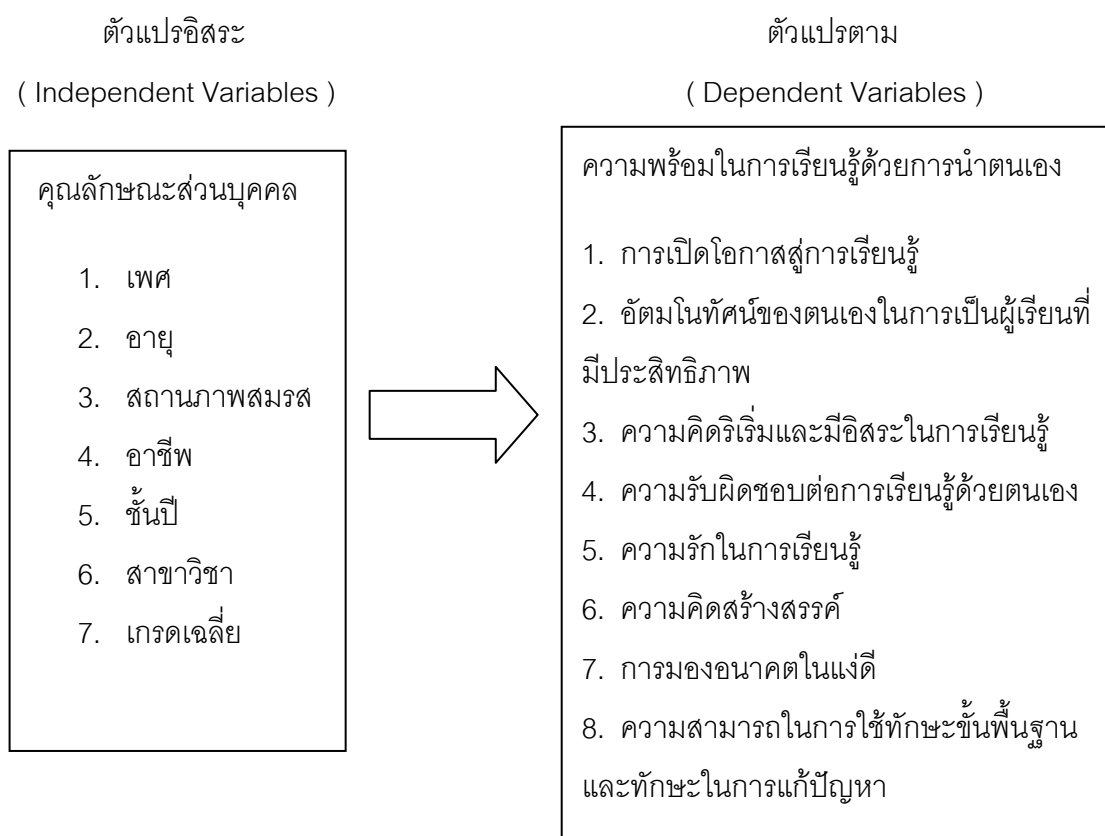 ตัวแปรอิสระ
( Independent Variables )
คุณลักษณะส่วนบุคคล
1. เพศ
2. อายุ
3. สถานภาพสมรส
4. อาชีพ
5. ชั้นปี
6. สาขาวิชา
7. เกรดเฉลี่ย
ตัวแปรตาม
( Dependent Variables )
ความพร้อมในการเรียนรู้ด้วยการนำตนเอง
1. การเปิดโอกาสสู่การเรียนรู้
2. อัตมโนทัศน์ของตนเองในการเป็นผู้เรียนที่
มีประสิทธิภาพ
3. ความคิดริเริ่มและมีอิสระในการเรียนรู้
4. ความรับผิดชอบต่อการเรียนรู้ด้วยตนเอง
5. ความรักในการเรียนรู้
6. ความคิดสร้างสรรค์
7. การมองอนาคตในแง่ดี
8. ความสามารถในการใช้ทักษะขั้นพื้นฐาน
และทักษะในการแก้ปัญหา